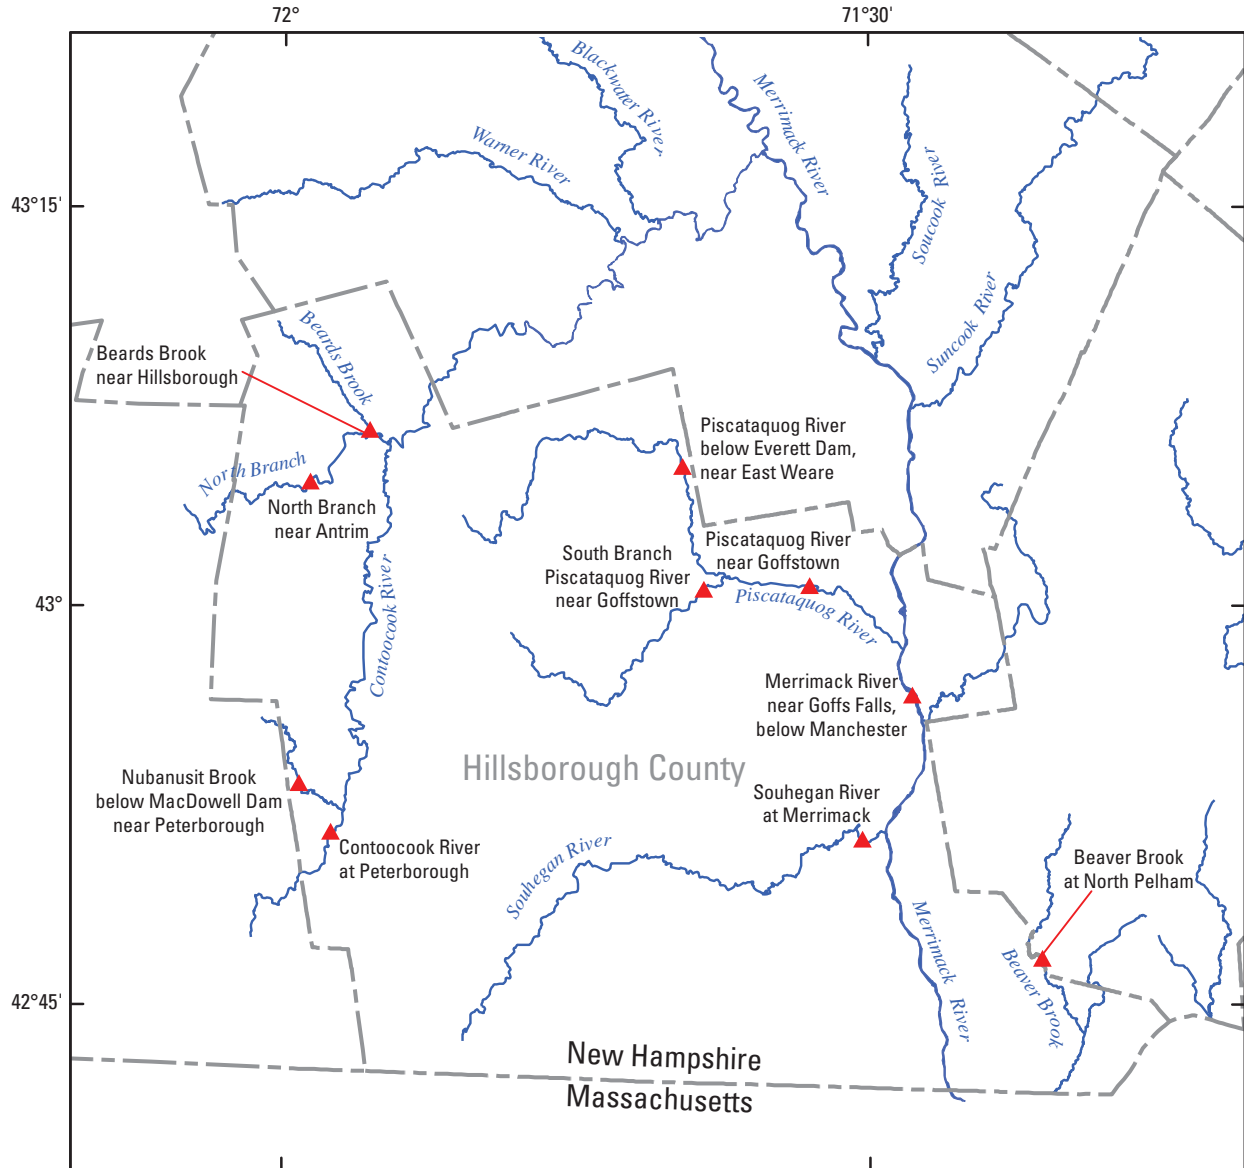 72°
71°30'
Blackwater River
Merrimack River
Warner River
Soucook River
43°15'
Suncook River
Beards Brook
Beards Brook
near Hillsborough
Piscataquog River
below Everett Dam,
near East Weare
North Branch
North Branch
near Antrim
South Branch
Piscataquog River
near Goffstown
Piscataquog River
near Goffstown
43°
Piscataquog River
Contoocook River
Merrimack River
near Goffs Falls,
below Manchester
Hillsborough County
Nubanusit Brook
below MacDowell Dam
near Peterborough
Souhegan River
at Merrimack
Contoocook River
at Peterborough
Souhegan River
Beaver Brook
at North Pelham
Merrimack River
Beaver Brook
42°45'
New Hampshire
Massachusetts